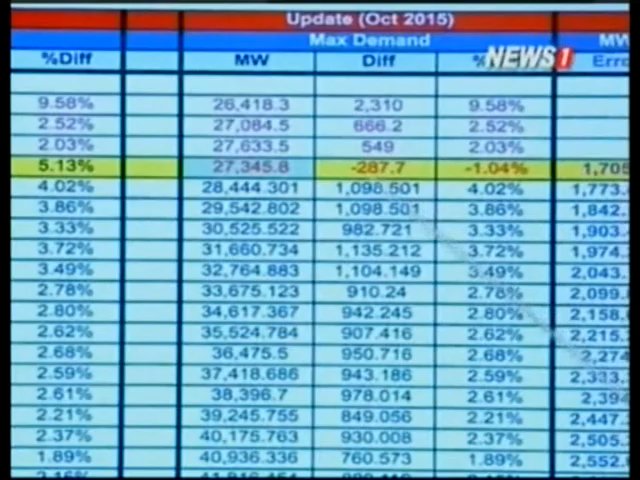 Update (Oct 2015)
Max Demand MW
%Diff MW Diff % NEWS1 Erro
9.58% 26,418.3 2,310 9.58%
2.52% 27,084.5 666.2 2.52%
2.03% 27,633.5 549 2.03%
5.13% 27,345.8 -287.7 -1.04% 1,705
4.02% 28,444.301 1,098.501 4.02% 1,773.
3.86% 29,542.802 1,098.501 3.86% 1,842.
3.33% 30,525.522 982.721 3.33% 1,903.
3.72% 31,660.734 1,135.212 3.72% 1,974.
3.49% 32,764.883 1,104.149 3.49% 2,043.
2.78% 33,675.123 910.24 2.78% 2,099.
2.80% 34,617.367 942.245 2.80% 2,158.
2.62% 35,524.784 907.416 2.62% 2,215.
2.68% 36,475.5 950.716 2.68% 2,274
2.59% 37,418.686 943.186 2.59% 2,333.
2.61% 38,396.7 978.014 2.61% 2,394
2.21% 39,245.755 849.056 2.21% 2,447.
2.37% 40,175.763 930.008 2.37% 2,505.
1.89% 40,936.336 760.573 1.89% 2,552.